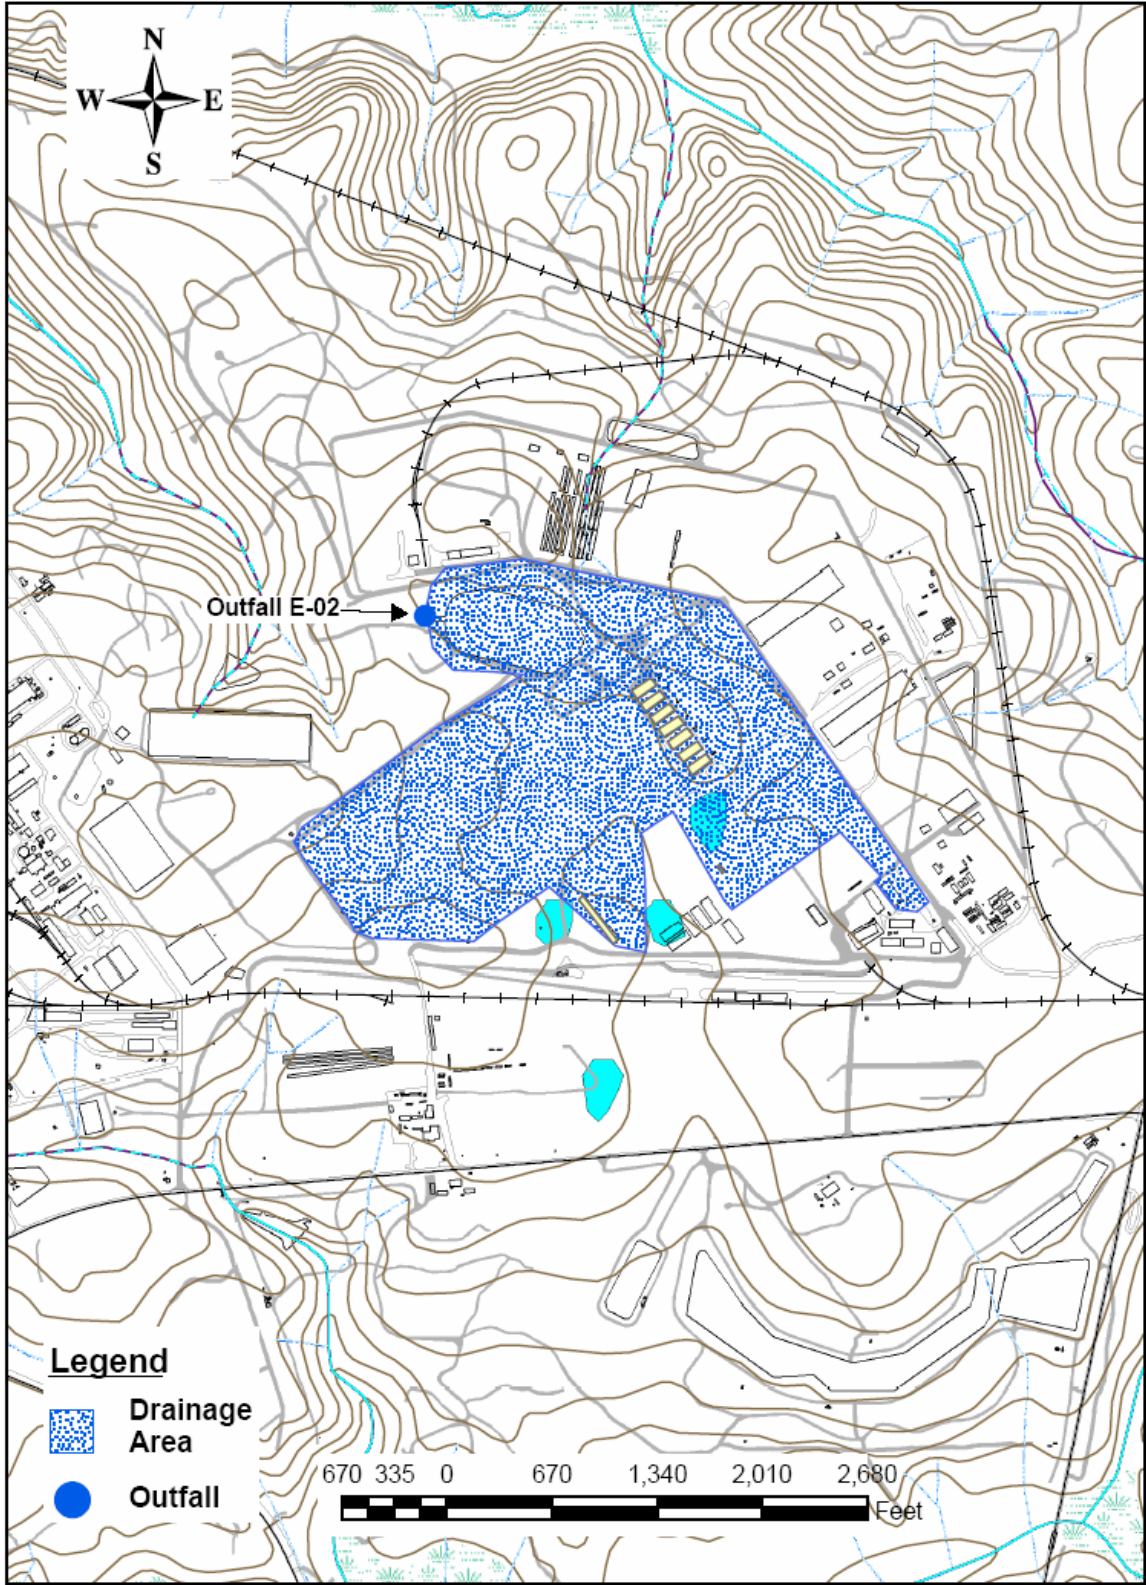 N
W E
S
Outfall E-02
Legend
Drainage
Area
Outfall
670 335 0 670 1,340 2,010 2,680
Feet